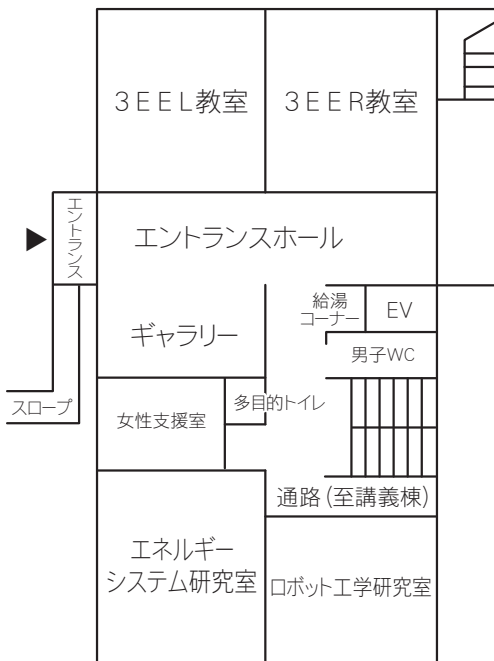 3EEL教室
3EER教室
エントランス
エントランスホール
給湯
コーナー
EV
ギャラリー
男子WC
スロープ
女性支援室
多目的トイレ
通路(至講義棟)
エネルギー
システム研究室
ロボット工学研究室